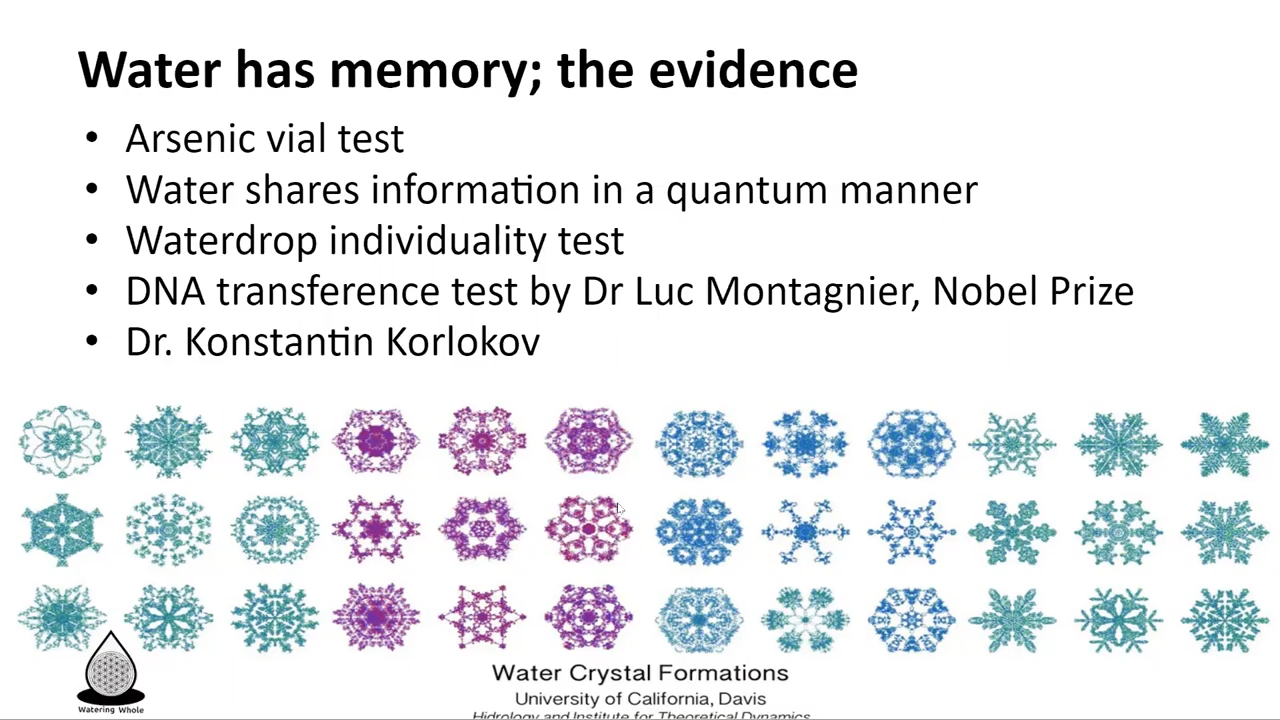 Water has memory; the evidence
• Arsenic vial test
• Water shares information in a quantum manner
• Waterdrop individuality test
• DNA transference test by Dr Luc Montagnier, Nobel Prize
• Dr. Konstantin Korlokov
Water Crystal Formations
University of California, Davis
Hidrology and Institute for Theoretical Dynamics
Watering Whole